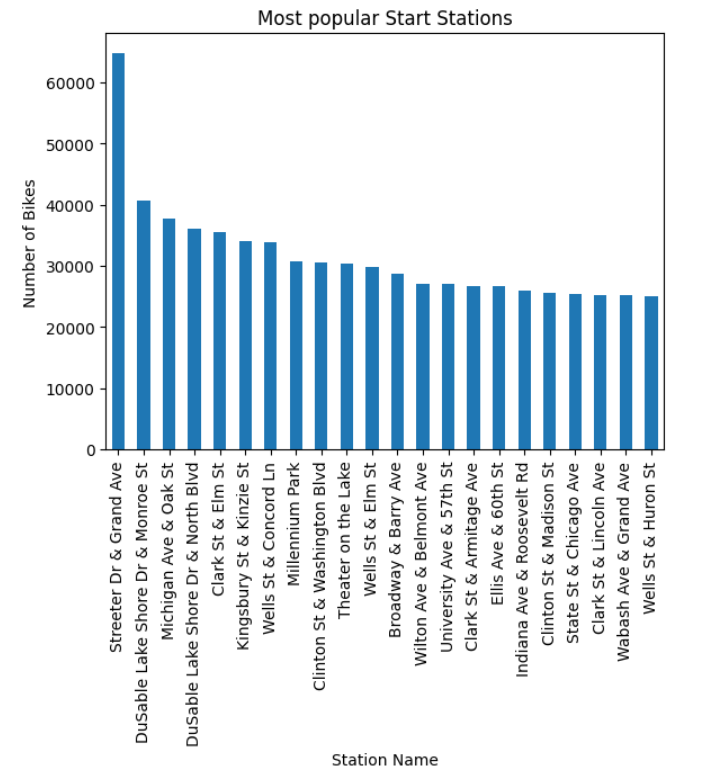 Most popular Start Stations
Number of Bikes
60000
50000
40000
30000
20000
10000
0
Streeter Dr & Grand Ave
DuSable Lake Shore Dr & Monroe St
Michigan Ave & Oak St
DuSable Lake Shore Dr & North Blvd
Clark St & Elm St
Kingsbury St & Kinzie St
Wells St & Concord Ln
Millennium Park
Clinton St & Washington Blvd
Theater on the Lake
Wells St & Elm St
Broadway & Barry Ave
Wilton Ave & Belmont Ave
University Ave & 57th St
Clark St & Armitage Ave
Ellis Ave & 60th St
Indiana Ave & Roosevelt Rd
Clinton St & Madison St
State St & Chicago Ave
Clark St & Lincoln Ave
Wabash Ave & Grand Ave
Wells St & Huron St
Station Name